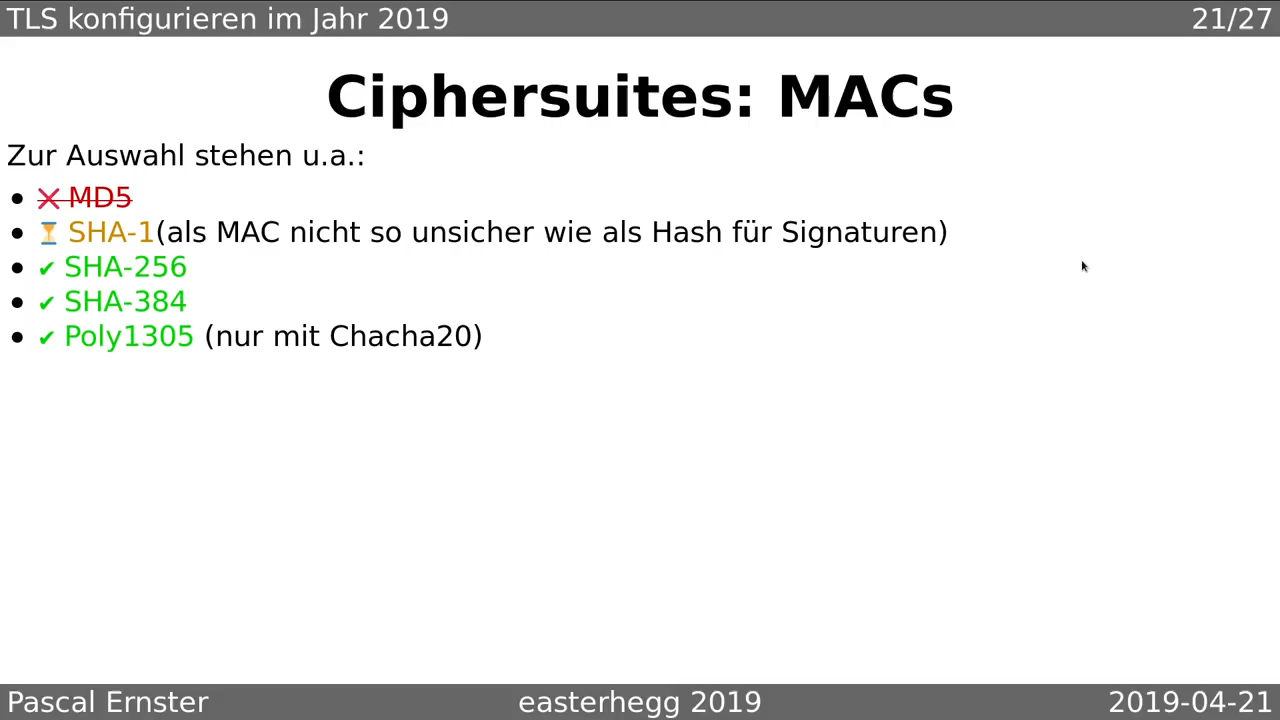 TLS konfigurieren im Jahr 2019 21/27
Ciphersuites: MACs
Zur Auswahl stehen u.a.:
• ❌ MD5
• ⏳ SHA-1(als MAC nicht so unsicher wie als Hash für Signaturen)
• ✔ SHA-256
• ✔ SHA-384
• ✔ Poly1305 (nur mit Chacha20)
Pascal Ernster easterhegg 2019 2019-04-21